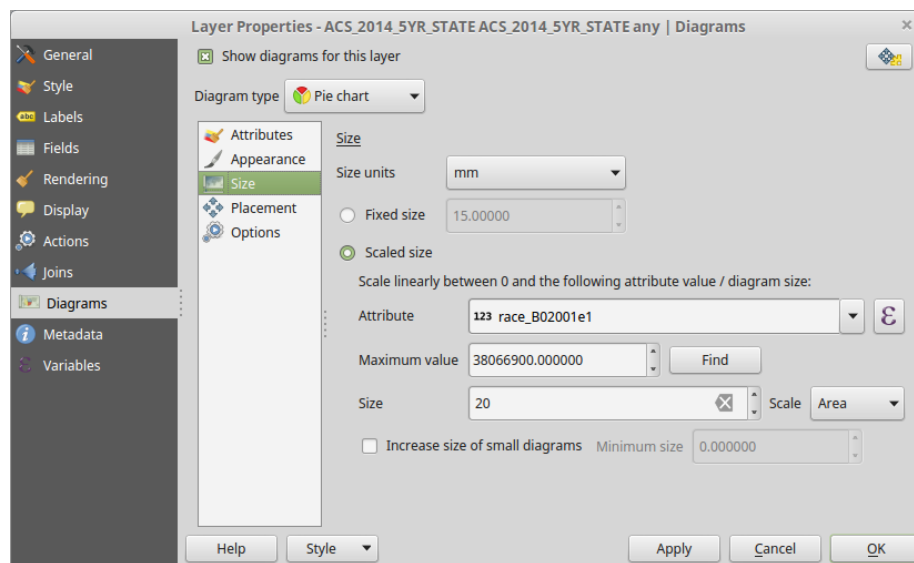 Layer Properties - ACS_2014_5YR_STATE ACS_2014_5YR_STATE any | Diagrams
General
Style
abc Labels
Fields
Rendering
Display
Actions
Joins
Diagrams
Metadata
Variables
Show diagrams for this layer
Diagram type Pie chart
Attributes
Appearance
Size
Placement
Options
Size
Size units mm
Fixed size 15.00000
Scaled size
Scale linearly between 0 and the following attribute value / diagram size:
Attribute 123 race_B02001e1 ε
Maximum value 38066900.000000 Find
Size 20 Scale Area
Increase size of small diagrams Minimum size 0.000000
Help Style Apply Cancel OK